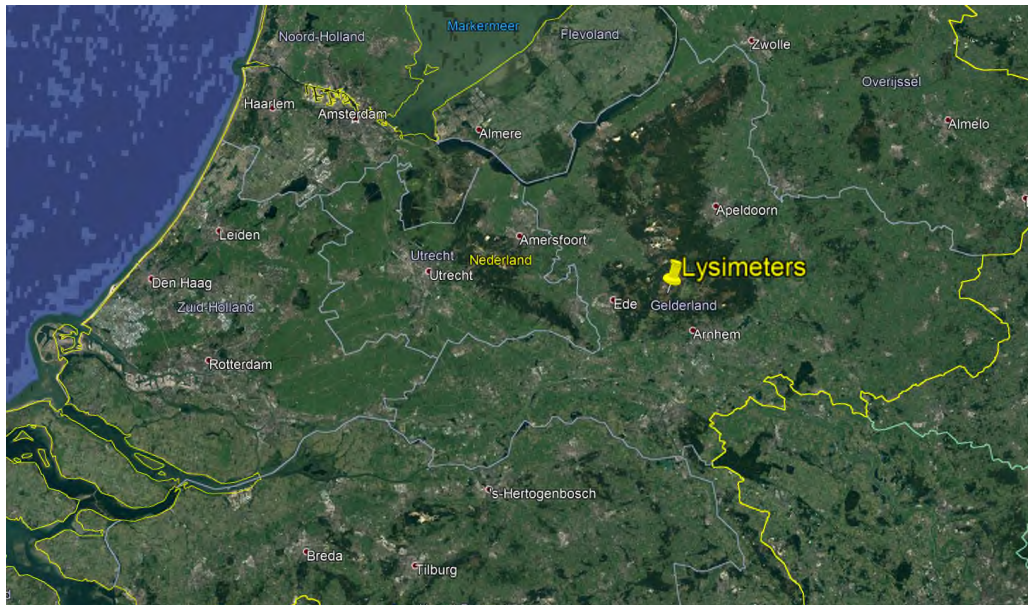 Markermeer
Noord-Holland
Flevoland
Zwolle
Overijssel
Haarlem
Amsterdam
Almere
Almelo
Apeldoorn
Leiden
Amersfoort
Utrecht
Nederland
Utrecht
Lysimeters
Den Haag
Zuid-Holland
Ede
Gelderland
Arnhem
Rotterdam
's-Hertogenbosch
Breda
Tilburg